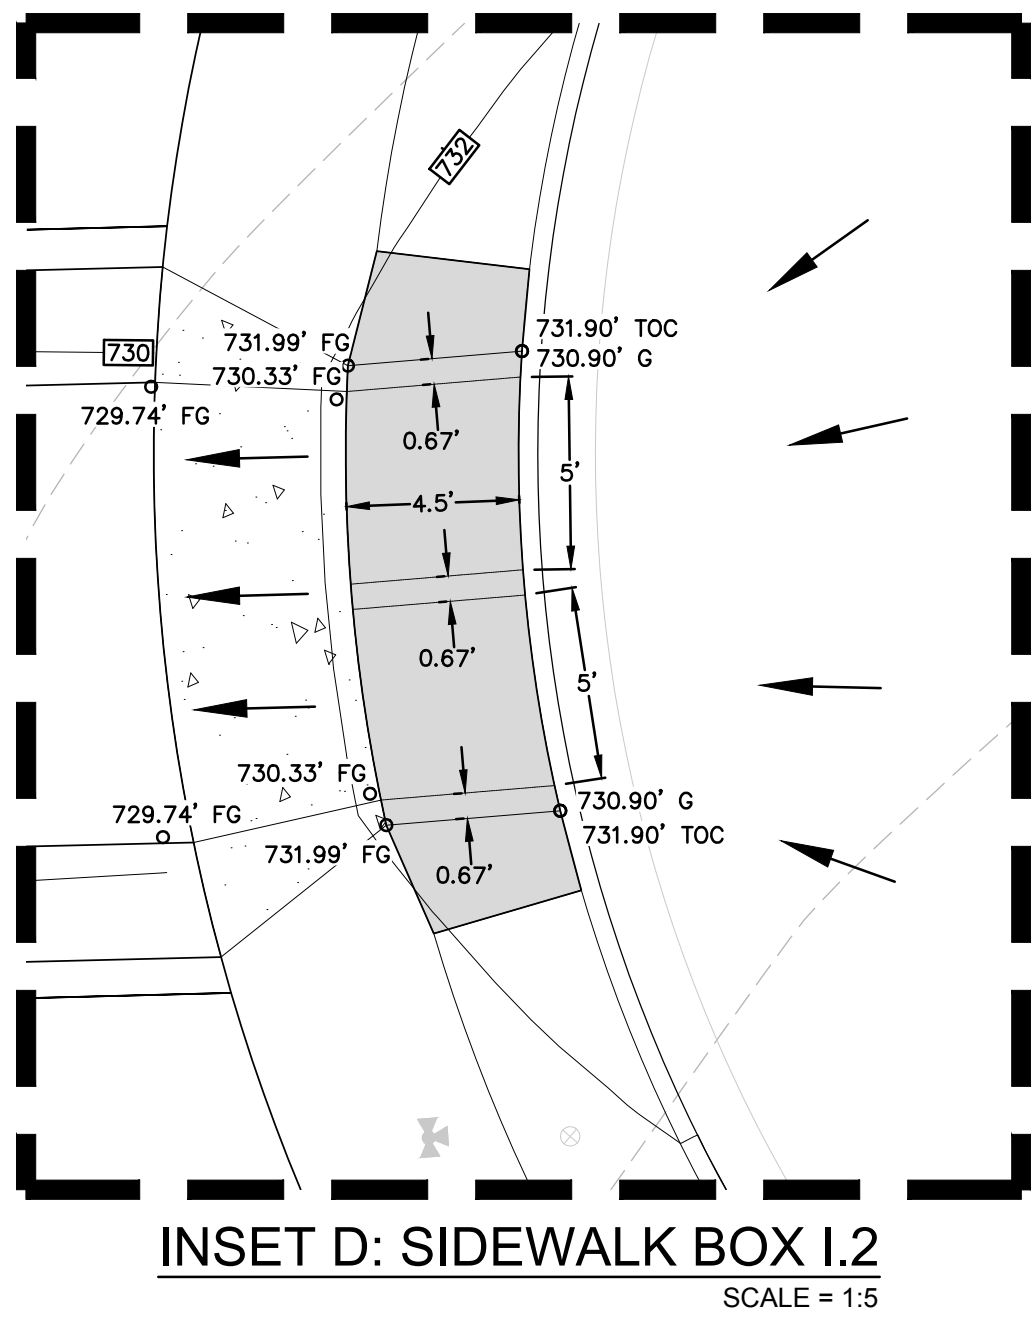 732
731.90' TOC
731.99' FG
730.90' G
730
730.33' FG
729.74' FG
0.67'
5'
4.5'
0.67'
5'
730.33' FG
730.90' G
729.74' FG
731.90' TOC
731.99' FG
0.67'
INSET D: SIDEWALK BOX I.2
SCALE = 1:5